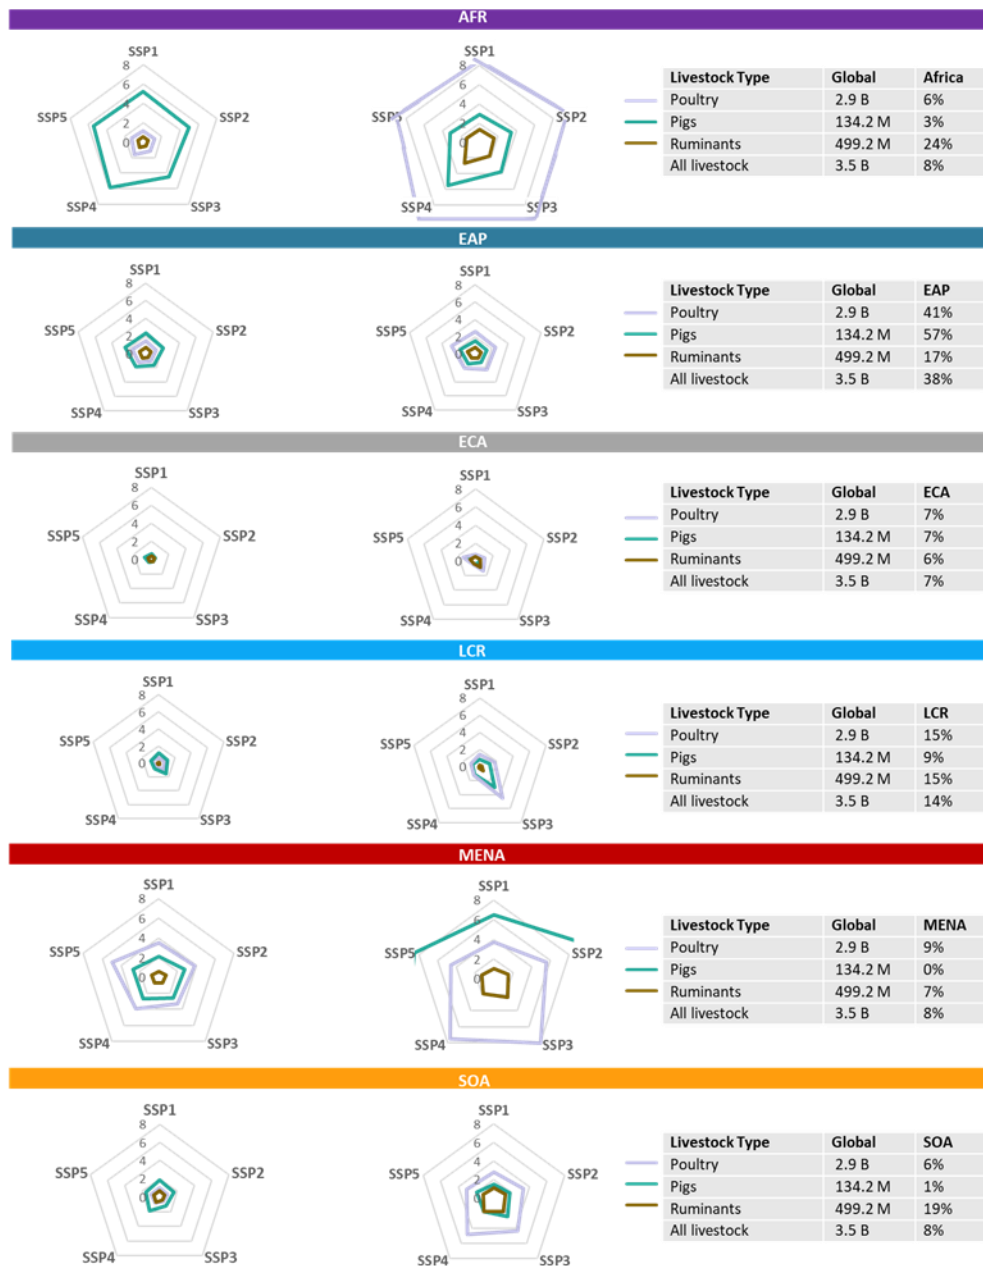 AFR
SSP1 SSP1
8 8
6 6
4 4
2 2
0 0
SSP5 SSP2 SSP5 SSP2
SSP4 SSP3 SSP4 SSP3
Livestock Type Global Africa
Poultry 2.9 B 6%
Pigs 134.2 M 3%
Ruminants 499.2 M 24%
All livestock 3.5 B 8%
EAP
SSP1 SSP1
8 8
6 6
4 4
2 2
0 0
SSP5 SSP2 SSP5 SSP2
SSP4 SSP3 SSP4 SSP3
Livestock Type Global EAP
Poultry 2.9 B 41%
Pigs 134.2 M 57%
Ruminants 499.2 M 17%
All livestock 3.5 B 38%
ECA
SSP1 SSP1
8 8
6 6
4 4
2 2
0 0
SSP5 SSP2 SSP5 SSP2
SSP4 SSP3 SSP4 SSP3
Livestock Type Global ECA
Poultry 2.9 B 7%
Pigs 134.2 M 7%
Ruminants 499.2 M 6%
All livestock 3.5 B 7%
LCR
SSP1 SSP1
8 8
6 6
4 4
2 2
0 0
SSP5 SSP2 SSP5 SSP2
SSP4 SSP3 SSP4 SSP3
Livestock Type Global LCR
Poultry 2.9 B 15%
Pigs 134.2 M 9%
Ruminants 499.2 M 15%
All livestock 3.5 B 14%
MENA
SSP1 SSP1
8 8
6 6
4 4
2 2
0 0
SSP5 SSP2 SSP5 SSP2
SSP4 SSP3 SSP4 SSP3
Livestock Type Global MENA
Poultry 2.9 B 9%
Pigs 134.2 M 0%
Ruminants 499.2 M 7%
All livestock 3.5 B 8%
SOA
SSP1 SSP1
8 8
6 6
4 4
2 2
0 0
SSP5 SSP2 SSP5 SSP2
SSP4 SSP3 SSP4 SSP3
Livestock Type Global SOA
Poultry 2.9 B 6%
Pigs 134.2 M 1%
Ruminants 499.2 M 19%
All livestock 3.5 B 8%